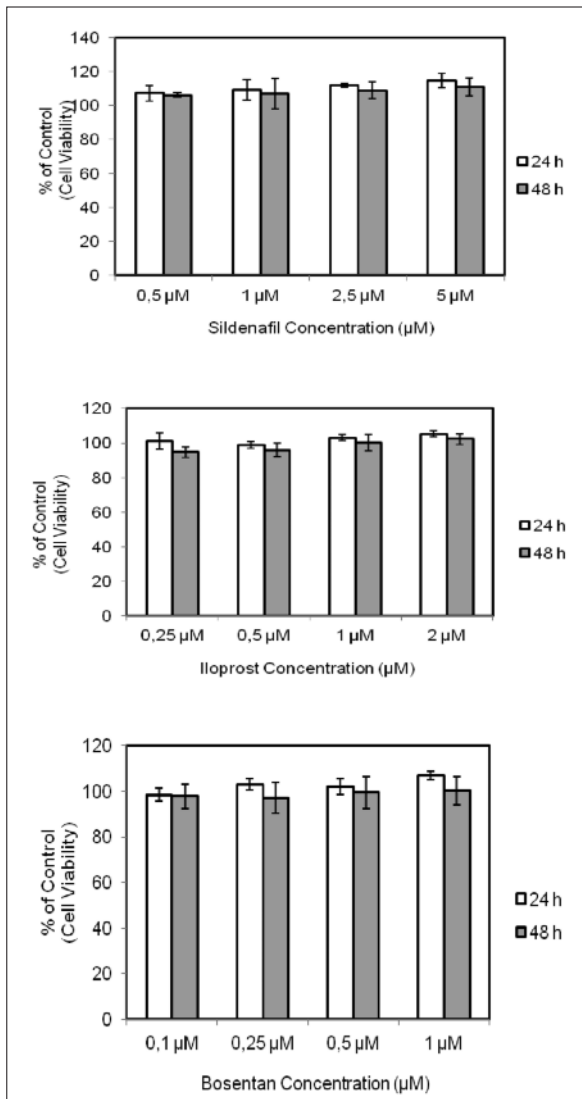 140
120
100
80
60
40
20
0
% of Control
(Cell Viability)
24 h
48 h
0,5 µM 1 µM 2,5 µM 5 µM
Sildenafil Concentration (µM)
120
100
80
60
40
20
0
% of Control
(Cell Viability)
24 h
48 h
0,25 µM 0,5 µM 1 µM 2 µM
Iloprost Concentration (µM)
120
100
80
60
40
20
0
% of Control
(Cell Viability)
24 h
48 h
0,1 µM 0,25 µM 0,5 µM 1 µM
Bosentan Concentration (µM)